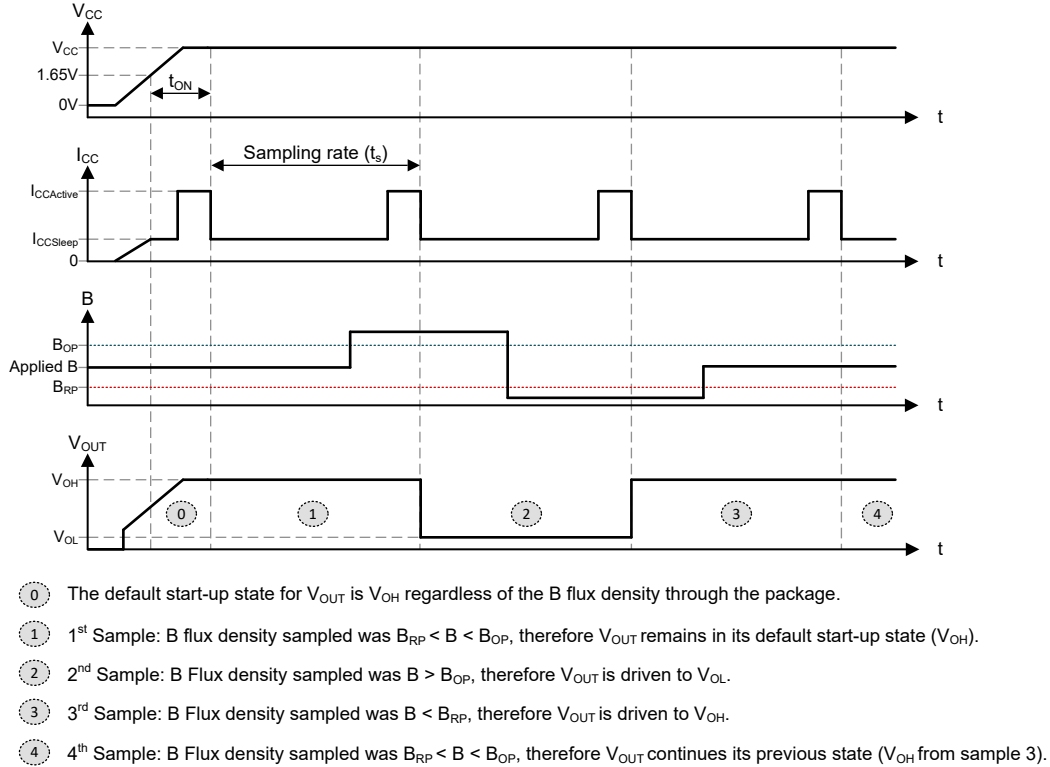 VCC
VCC
1.65V
0V
tON
t
ICC
Sampling rate (ts)
ICCActive
ICCSleep
0
t
B
BOP
Applied B
BRP
t
VOUT
VOH
0
1
2
3
4
VOL
t
0 The default start-up state for VOUT is VOH regardless of the B flux density through the package.
1 1st Sample: B flux density sampled was BRP < B < BOP, therefore VOUT remains in its default start-up state (VOH).
2 2nd Sample: B Flux density sampled was B > BOP, therefore VOUT is driven to VOL.
3 3rd Sample: B Flux density sampled was B < BRP, therefore VOUT is driven to VOH.
4 4th Sample: B Flux density sampled was BRP < B < BOP, therefore VOUT continues its previous state (VOH from sample 3).